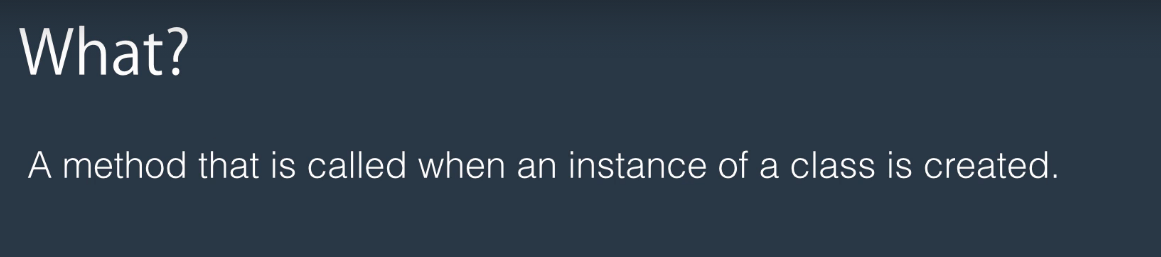 What?
A method that is called when an instance of a class is created.